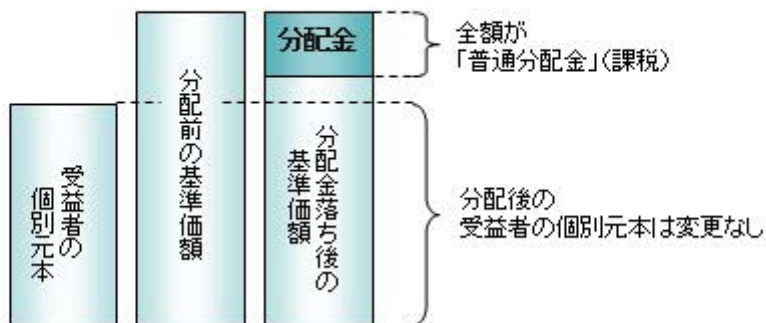 受益者の
個別元本
分配前の基準価額
分配金
分配金落ち後の
基準価額
全額が
「普通分配金」(課税)
分配後の
受益者の個別元本は変更なし